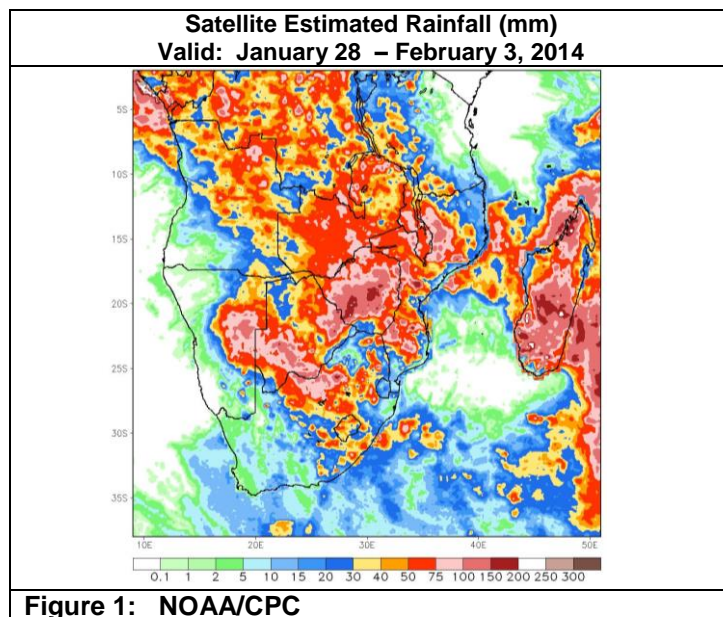 Satellite Estimated Rainfall (mm)
Valid: January 28 – February 3, 2014
5S
10S
15S
20S
25S
30S
35S
10E 20E 30E 40E 50E
0.1 1 2 5 10 15 20 30 40 50 75 100 150 200 250 300
Figure 1: NOAA/CPC